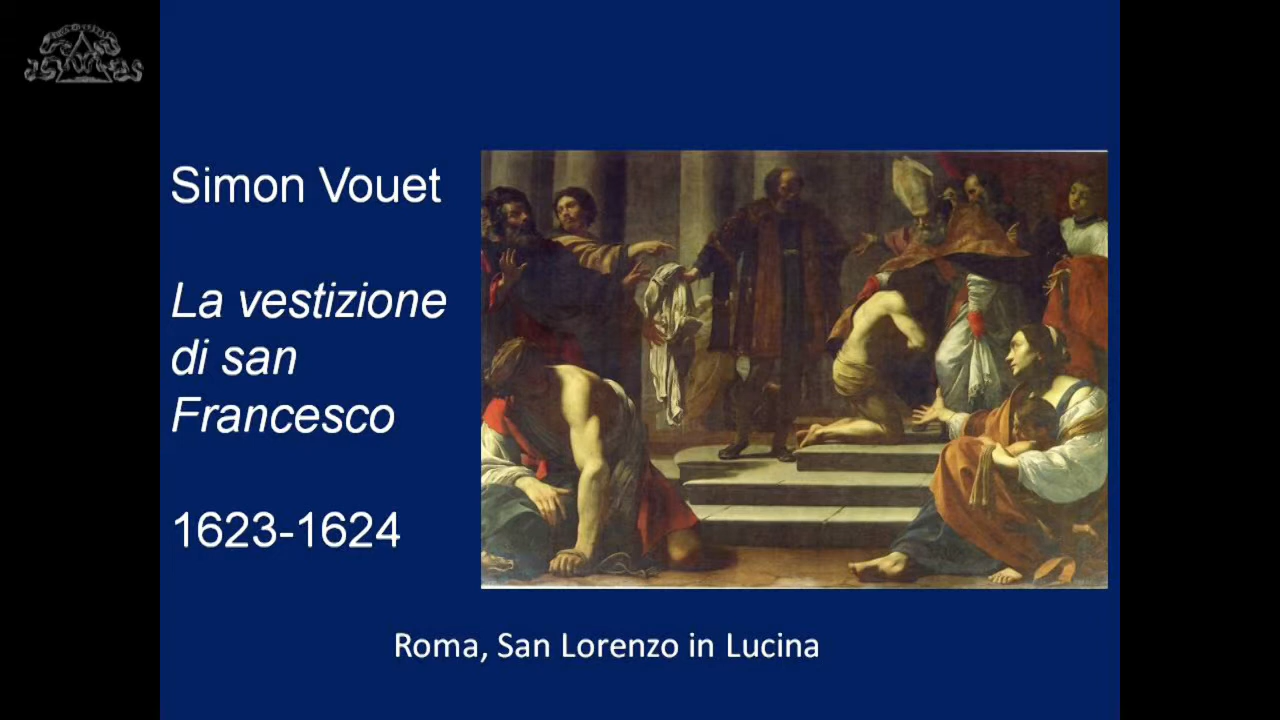 Simon Vouet
La vestizione
di san
Francesco
1623-1624
Roma, San Lorenzo in Lucina